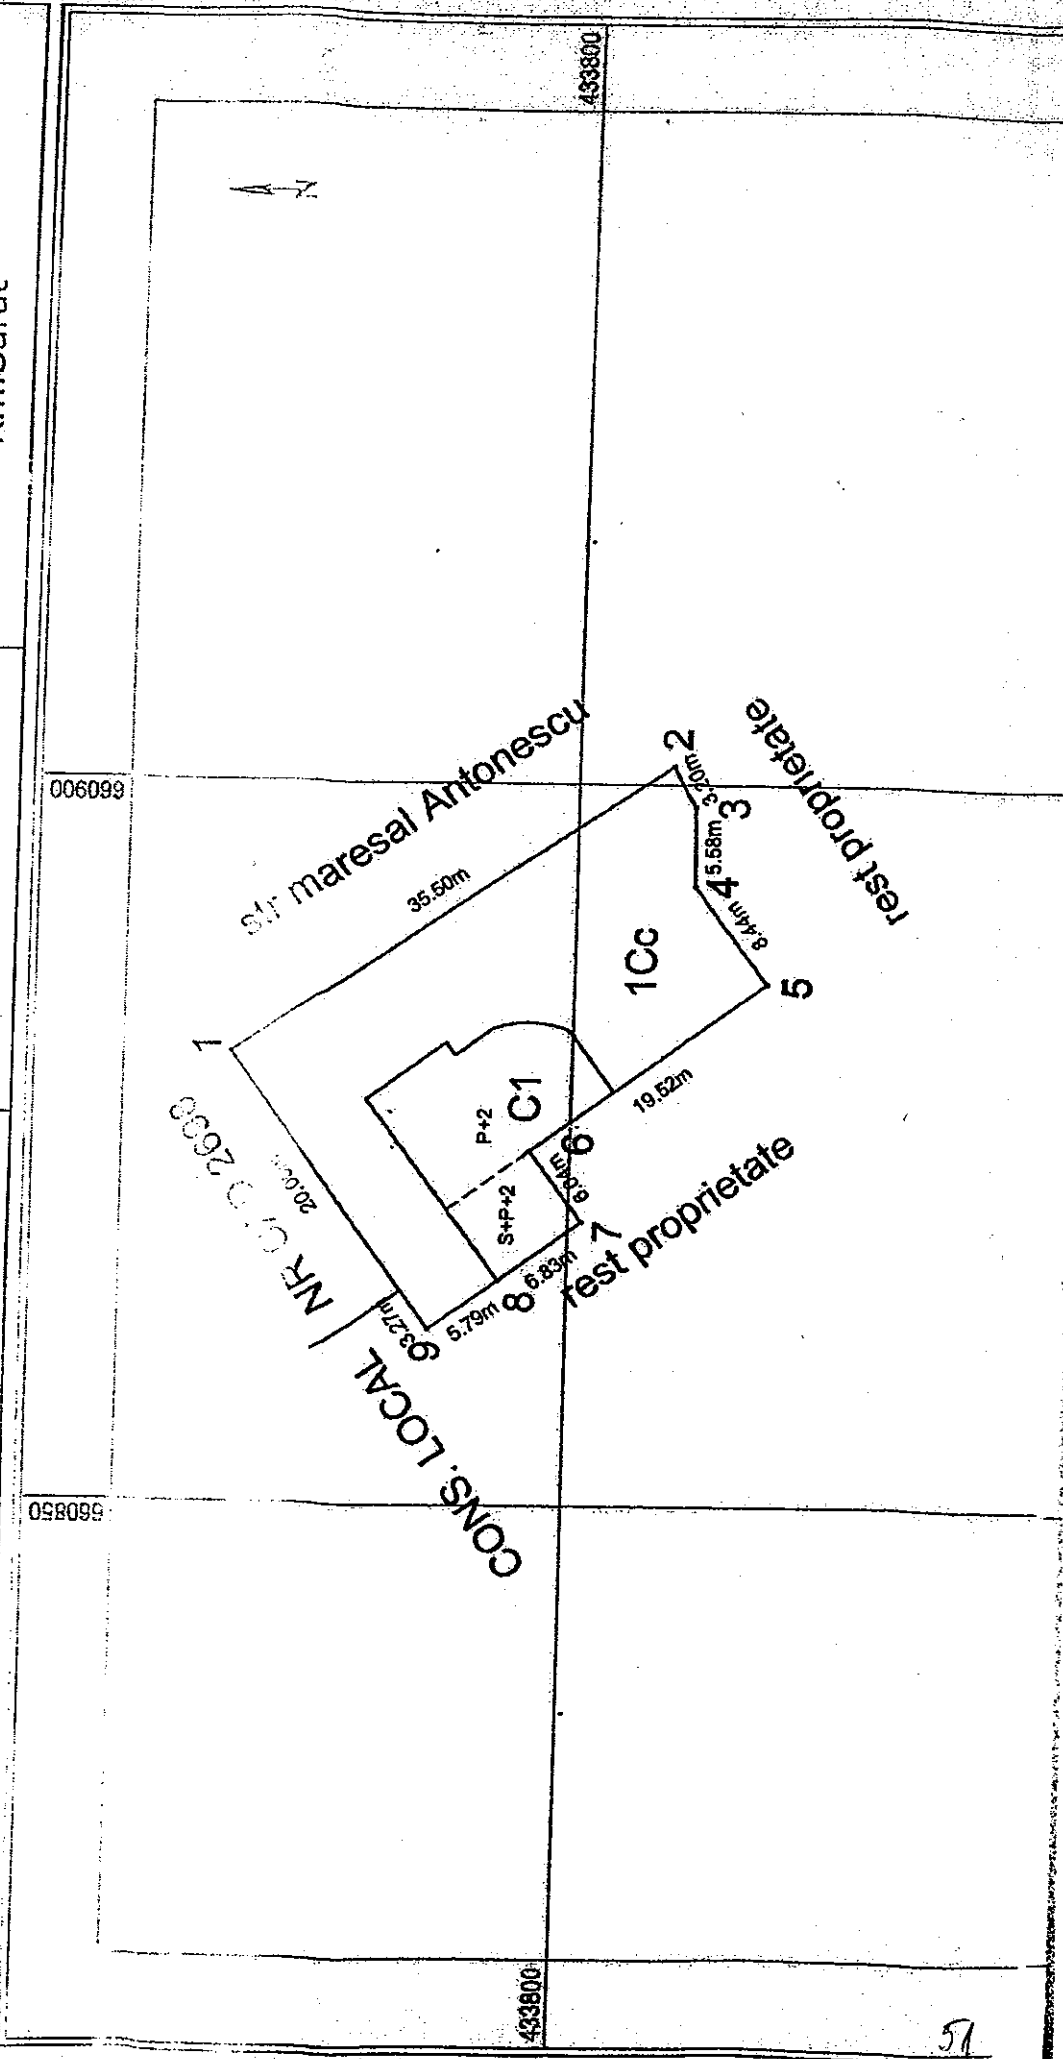 433800
N
660900
str maresal Antonescu
35.50m
1
2
3.20m
3
5.58m
4
8.44m
5
rest proprietate
1Cc
19.52m
C1
P+2
6
6.04m
S+P+2
7
rest proprietate
6.83m
8
5.79m
9
3.27m
NR
CONS. LOCAL
660850
433800
51